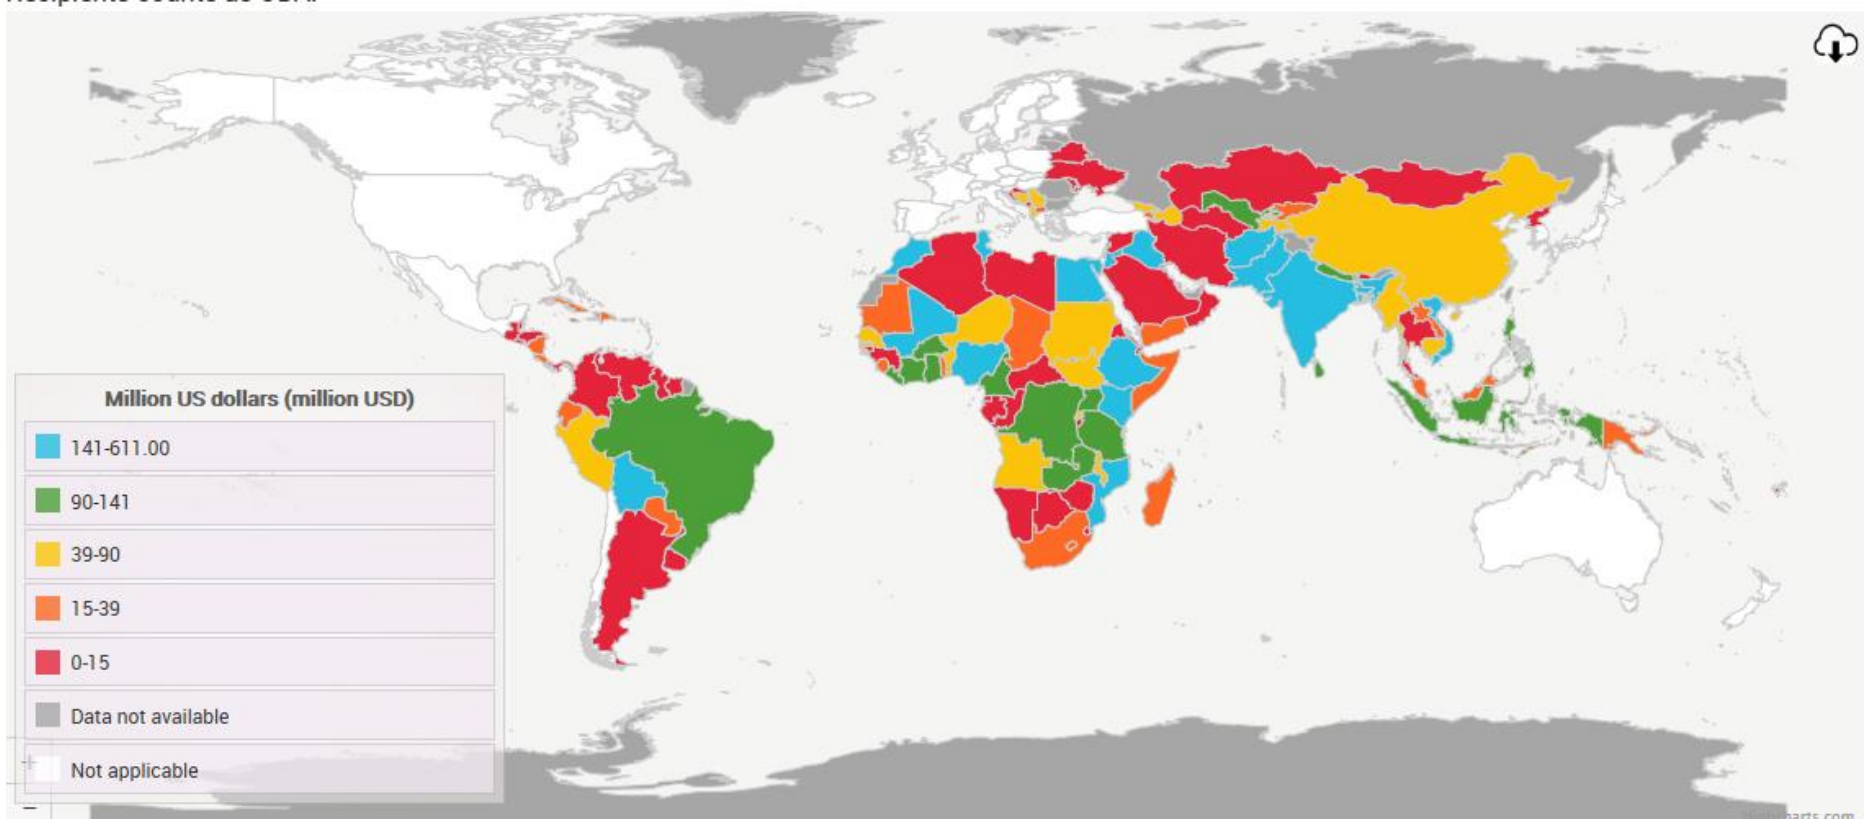 Million US dollars (million USD)
141-611.00
90-141
39-90
15-39
0-15
Data not available
Not applicable